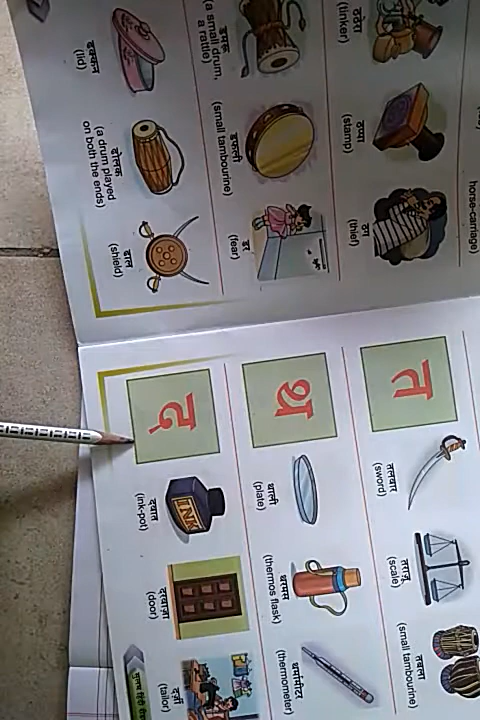 horse-carriage)
ठठेरा
(tinker)
ठप्पा
(stamp)
ठग
(thief)
डमरू
(a small drum,
a rattle)
डफली
(small tambourine)
डर
(fear)
ढक्कन
(lid)
ढोलक
(a drum played
on both the ends)
ढाल
(shield)
त
तलवार
(sword)
तराजू
(scale)
तबला
(small tambourine)
थ
थाली
(plate)
थरमस
(thermos flask)
थर्मामीटर
(thermometer)
द
दवात
(ink-pot)
INK
दरवाज़ा
(door)
दर्जी
(tailor)